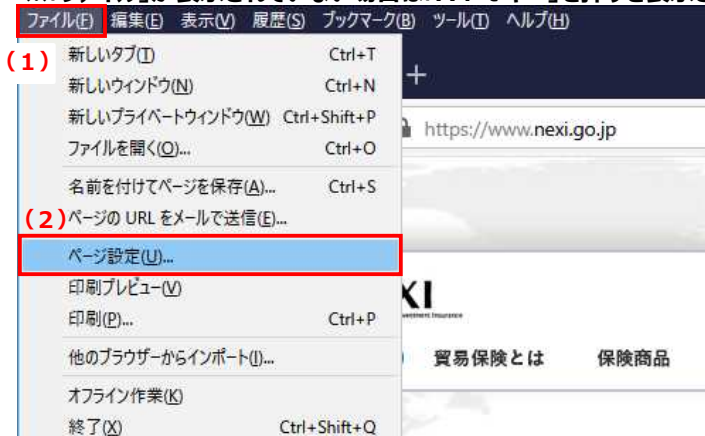 ファイル(F) 編集(E) 表示(V) 履歴(S) ブックマーク(B) ツール(T) ヘルプ(H)
(1)
新しいタブ(T) Ctrl+T
新しいウィンドウ(N) Ctrl+N
新しいプライベートウィンドウ(W) Ctrl+Shift+P
ファイルを開く(O)... Ctrl+O
https://www.nexi.go.jp
名前を付けてページを保存(A)... Ctrl+S
(2)ページの URL をメールで送信(E)...
ページ設定(U)...
印刷プレビュー(V)
印刷(P)... Ctrl+P
XI
他のブラウザーからインポート(I)...
貿易保険とは 保険商品
オフライン作業(K)
終了(X) Ctrl+Shift+Q